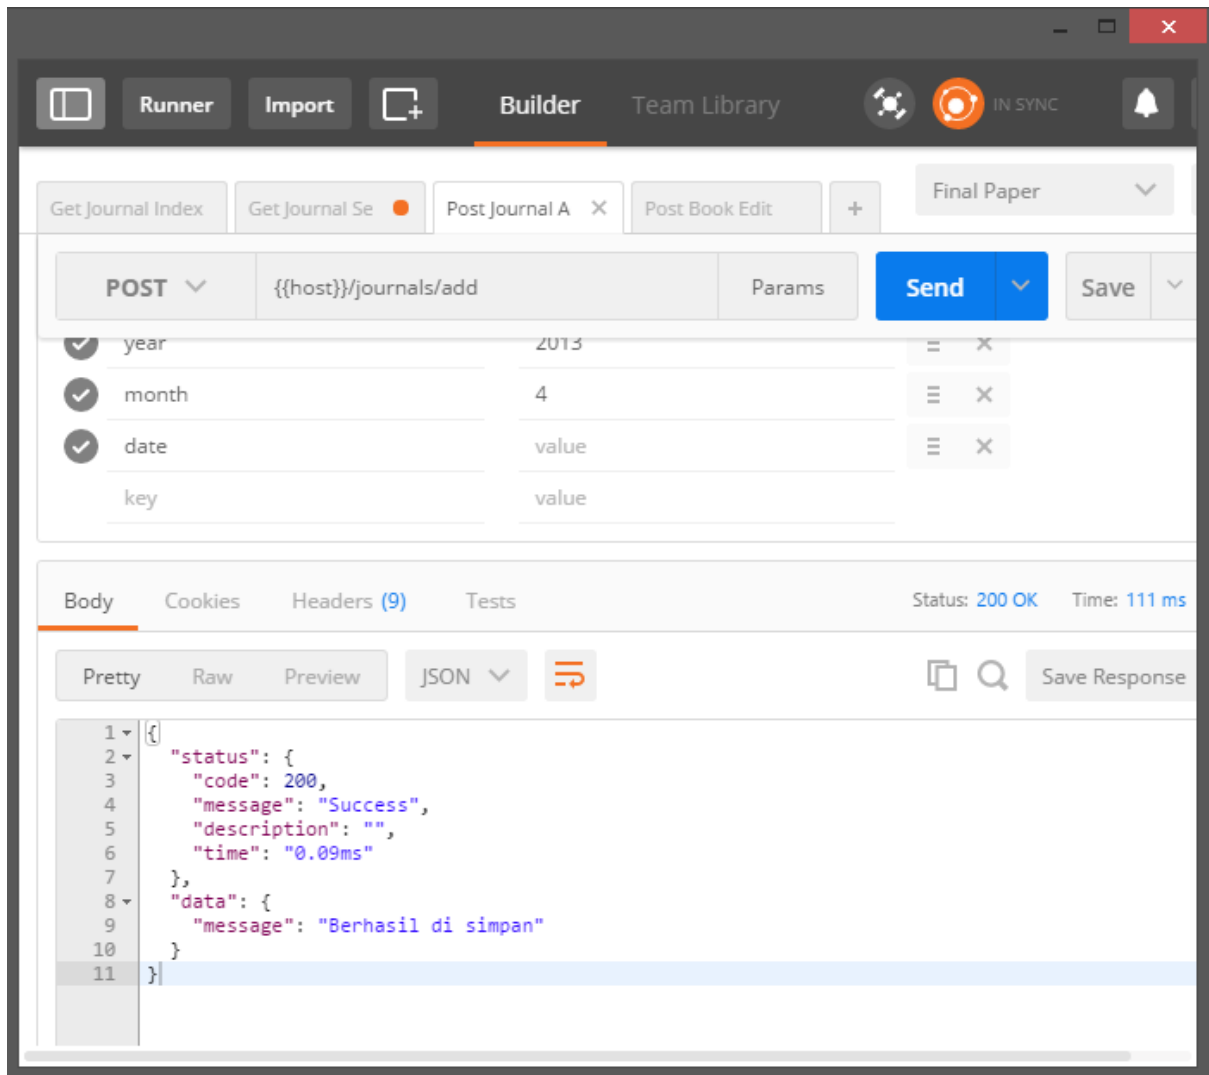 Runner Import Builder Team Library IN SYNC
Get Journal Index Get Journal Se Post Journal A Post Book Edit + Final Paper
POST {{host}}/journals/add Params Send Save
year 2013
month 4
date value
key value
Body Cookies Headers (9) Tests Status: 200 OK Time: 111 ms
Pretty Raw Preview JSON Save Response
1 {
2 "status": {
3 "code": 200,
4 "message": "Success",
5 "description": "",
6 "time": "0.09ms"
7 },
8 "data": {
9 "message": "Berhasil di simpan"
10 }
11 }